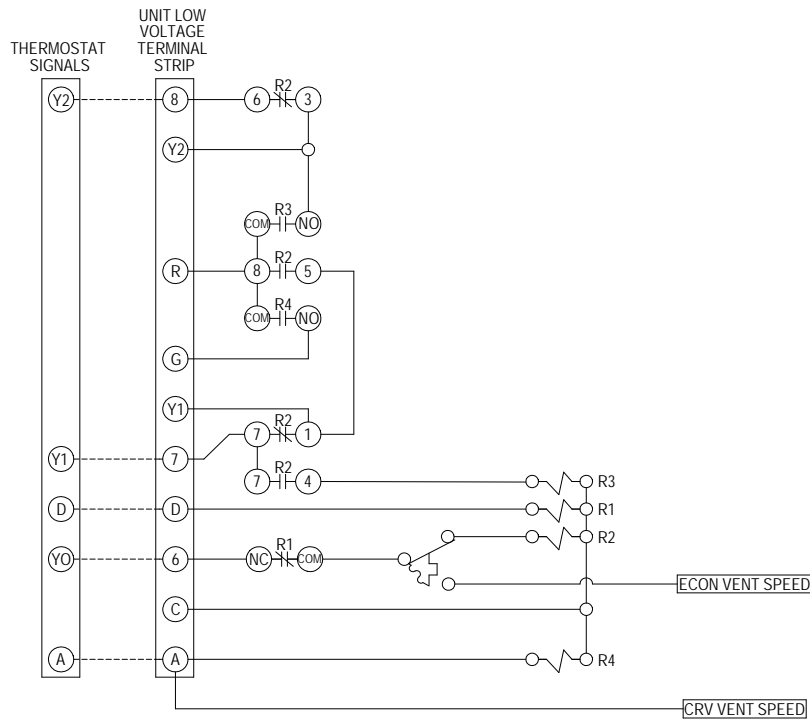 THERMOSTAT
SIGNALS
UNIT LOW
VOLTAGE
TERMINAL
STRIP
Y2 8 6 R2 3
Y2
COM R3 NO
R 8 R2 5
COM R4 NO
G
Y1
7 R2 1
Y1 7
7 R2 4 R3
D D R1
R2
YO 6 NC R1 COM
ECON VENT SPEED
C
A A R4
CRV VENT SPEED